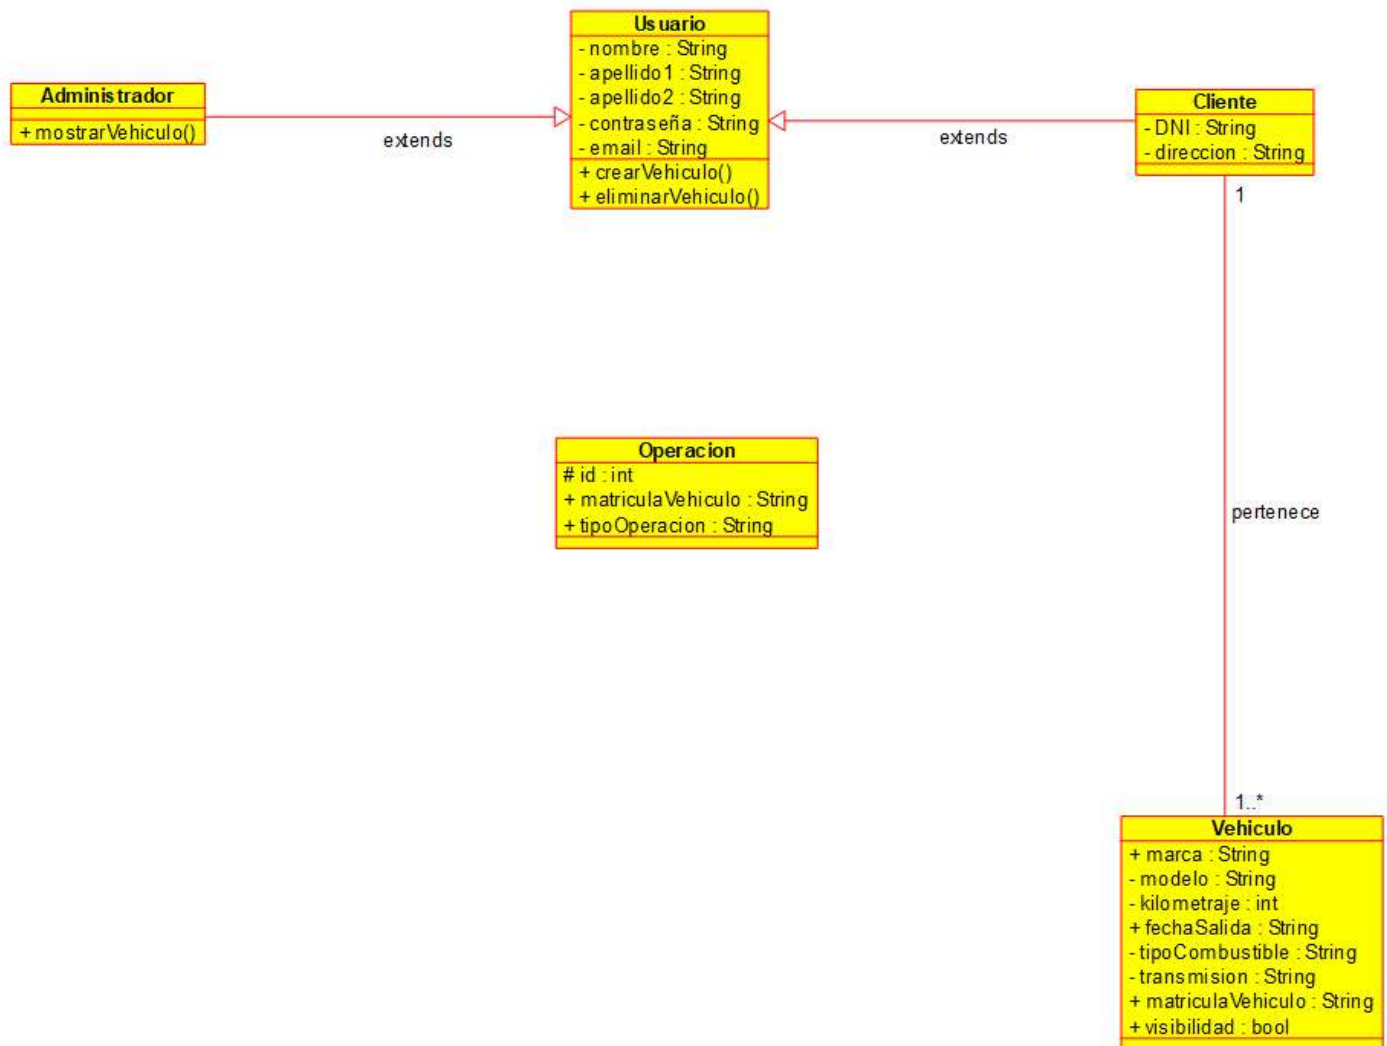 Usuario
- nombre : String
- apellido1 : String
- apellido2 : String
- contraseña : String
- email : String
+ crearVehiculo()
+ eliminarVehiculo()
Administrador
+ mostrarVehiculo()
extends
extends
Cliente
- DNI : String
- direccion : String
1
Operacion
# id : int
+ matriculaVehiculo : String
+ tipoOperacion : String
pertenece
1..*
Vehiculo
+ marca : String
- modelo : String
- kilometraje : int
+ fechaSalida : String
- tipoCombustible : String
- transmision : String
+ matriculaVehiculo : String
+ visibilidad : bool